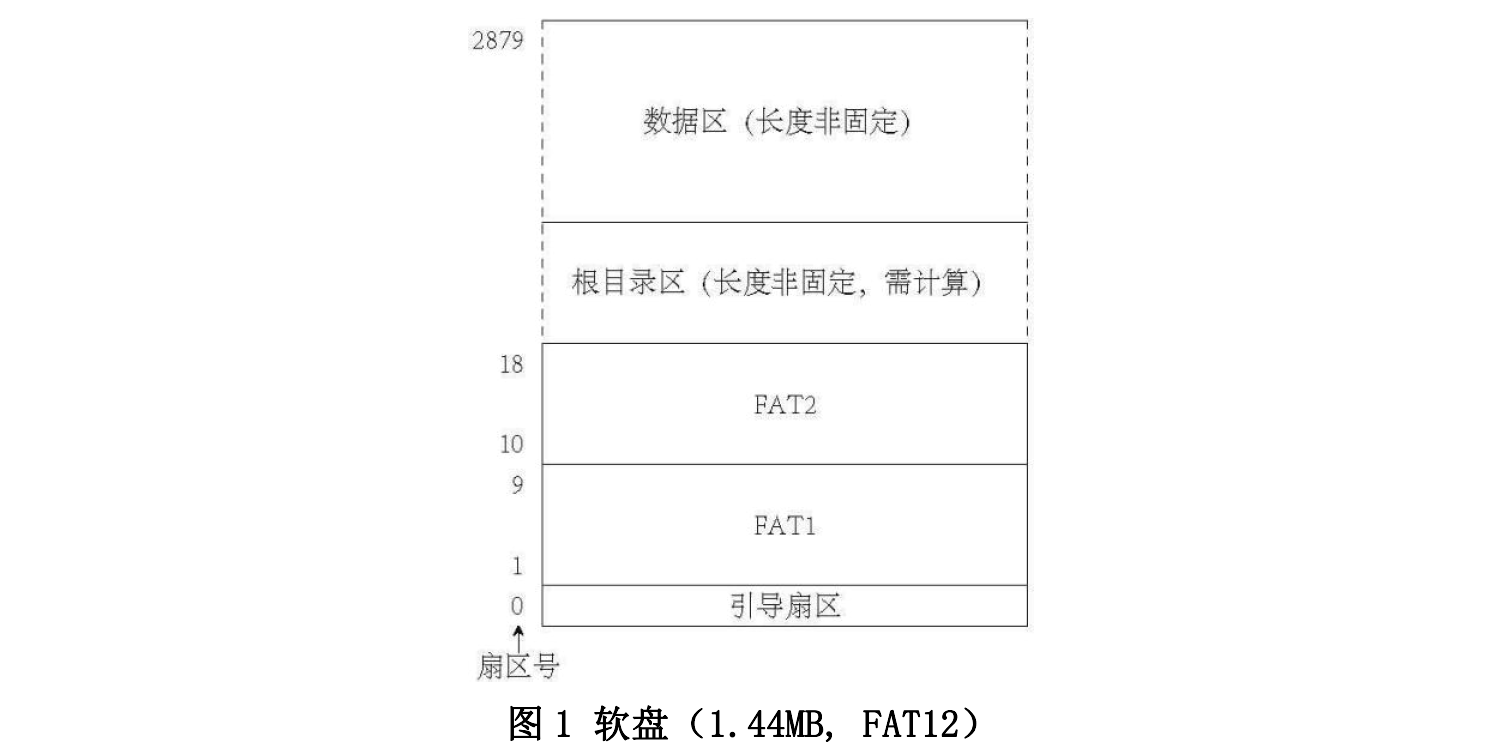 2879
数据区（长度非固定）
根目录区（长度非固定，需计算）
18
FAT2
10
9
FAT1
1
0
引导扇区
扇区号
图 1 软盘（1.44MB, FAT12）